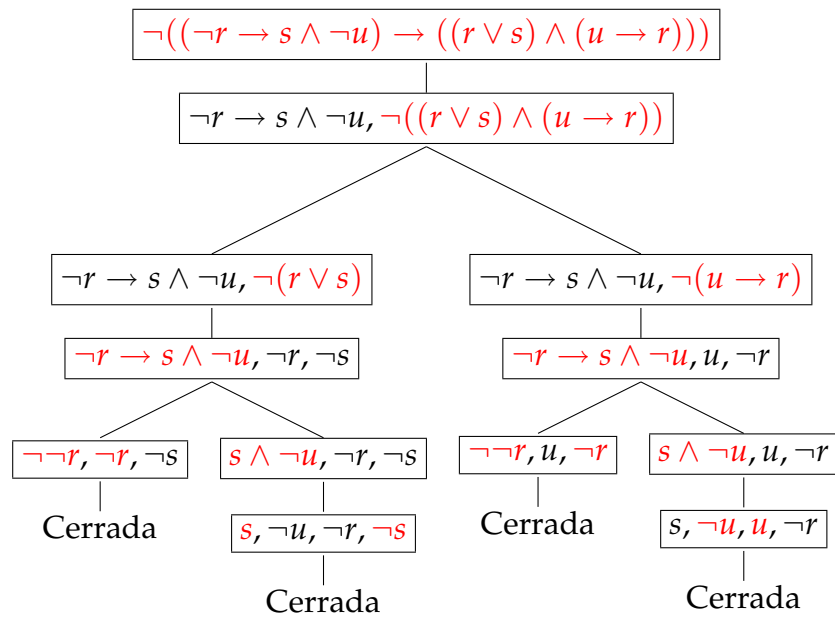 ¬((¬r → s ∧ ¬u) → ((r ∨ s) ∧ (u → r)))
¬r → s ∧ ¬u, ¬((r ∨ s) ∧ (u → r))
¬r → s ∧ ¬u, ¬(r ∨ s)
¬r → s ∧ ¬u, ¬(u → r)
¬r → s ∧ ¬u, ¬r, ¬s
¬r → s ∧ ¬u, u, ¬r
¬¬r, ¬r, ¬s
s ∧ ¬u, ¬r, ¬s
¬¬r, u, ¬r
s ∧ ¬u, u, ¬r
Cerrada
s, ¬u, ¬r, ¬s
Cerrada
s, ¬u, u, ¬r
Cerrada
Cerrada